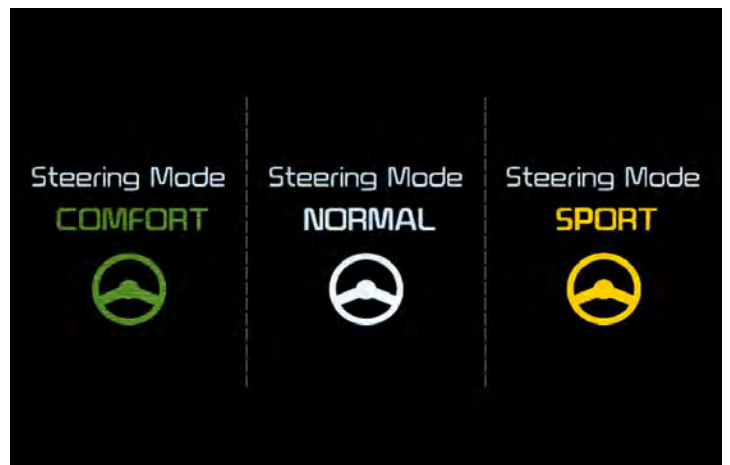 Steering Mode
COMFORT
Steering Mode
NORMAL
Steering Mode
SPORT